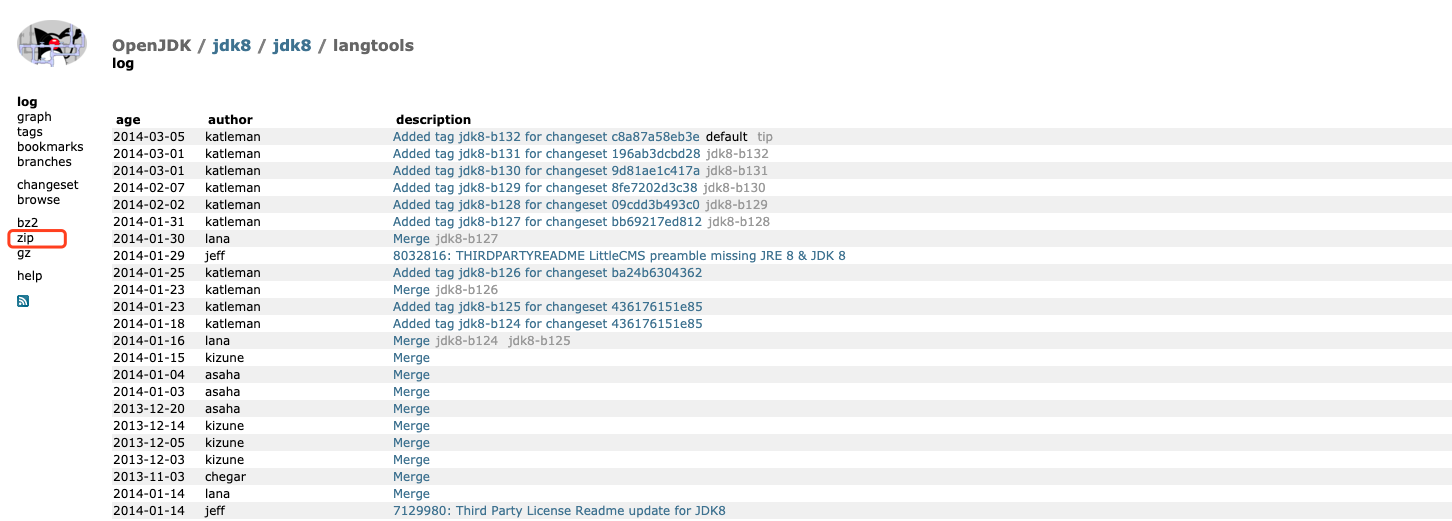 OpenJDK / jdk8 / jdk8 / langtools
log
log
graph
tags
bookmarks
branches
changeset
browse
bz2
zip
gz
help
age author description
2014-03-05 katleman Added tag jdk8-b132 for changeset c8a87a58eb3e default tip
2014-03-01 katleman Added tag jdk8-b131 for changeset 196ab3dcbd28 jdk8-b132
2014-03-01 katleman Added tag jdk8-b130 for changeset 9d81ae1c417a jdk8-b131
2014-02-07 katleman Added tag jdk8-b129 for changeset 8fe7202d3c38 jdk8-b130
2014-02-02 katleman Added tag jdk8-b128 for changeset 09cdd3b493c0 jdk8-b129
2014-01-31 katleman Added tag jdk8-b127 for changeset bb69217ed812 jdk8-b128
2014-01-30 lana Merge jdk8-b127
2014-01-29 jeff 8032816: THIRDPARTYREADME LittleCMS preamble missing JRE 8 & JDK 8
2014-01-25 katleman Added tag jdk8-b126 for changeset ba24b6304362
2014-01-23 katleman Merge jdk8-b126
2014-01-23 katleman Added tag jdk8-b125 for changeset 436176151e85
2014-01-18 katleman Added tag jdk8-b124 for changeset 436176151e85
2014-01-16 lana Merge jdk8-b124 jdk8-b125
2014-01-15 kizune Merge
2014-01-04 asaha Merge
2014-01-03 asaha Merge
2013-12-20 asaha Merge
2013-12-14 kizune Merge
2013-12-05 kizune Merge
2013-12-03 kizune Merge
2013-11-03 chegar Merge
2014-01-14 lana Merge
2014-01-14 jeff 7129980: Third Party License Readme update for JDK8